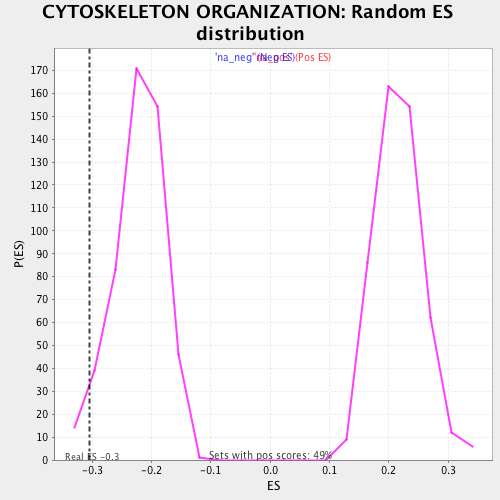 CYTOSKELETON ORGANIZATION: Random ES
distribution
'na_neg' (Neg ES)
'na_pos' (Pos ES)
170
160
150
140
130
120
110
100
90
80
70
60
50
40
30
20
10
0
P(ES)
Real ES -0.3
Sets with pos scores: 49%
-0.3 -0.2 -0.1 0.0 0.1 0.2 0.3
ES